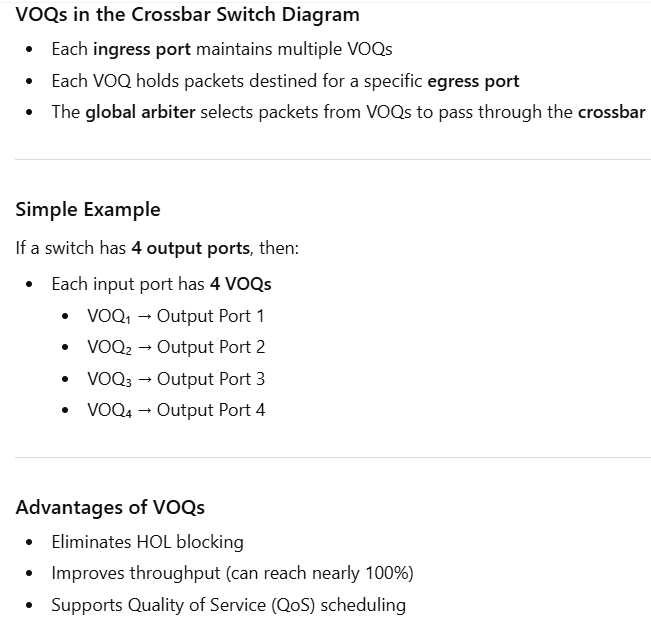 VOQs in the Crossbar Switch Diagram
• Each ingress port maintains multiple VOQs
• Each VOQ holds packets destined for a specific egress port
• The global arbiter selects packets from VOQs to pass through the crossbar
Simple Example
If a switch has 4 output ports, then:
• Each input port has 4 VOQs
• VOQ₁ → Output Port 1
• VOQ₂ → Output Port 2
• VOQ₃ → Output Port 3
• VOQ₄ → Output Port 4
Advantages of VOQs
• Eliminates HOL blocking
• Improves throughput (can reach nearly 100%)
• Supports Quality of Service (QoS) scheduling